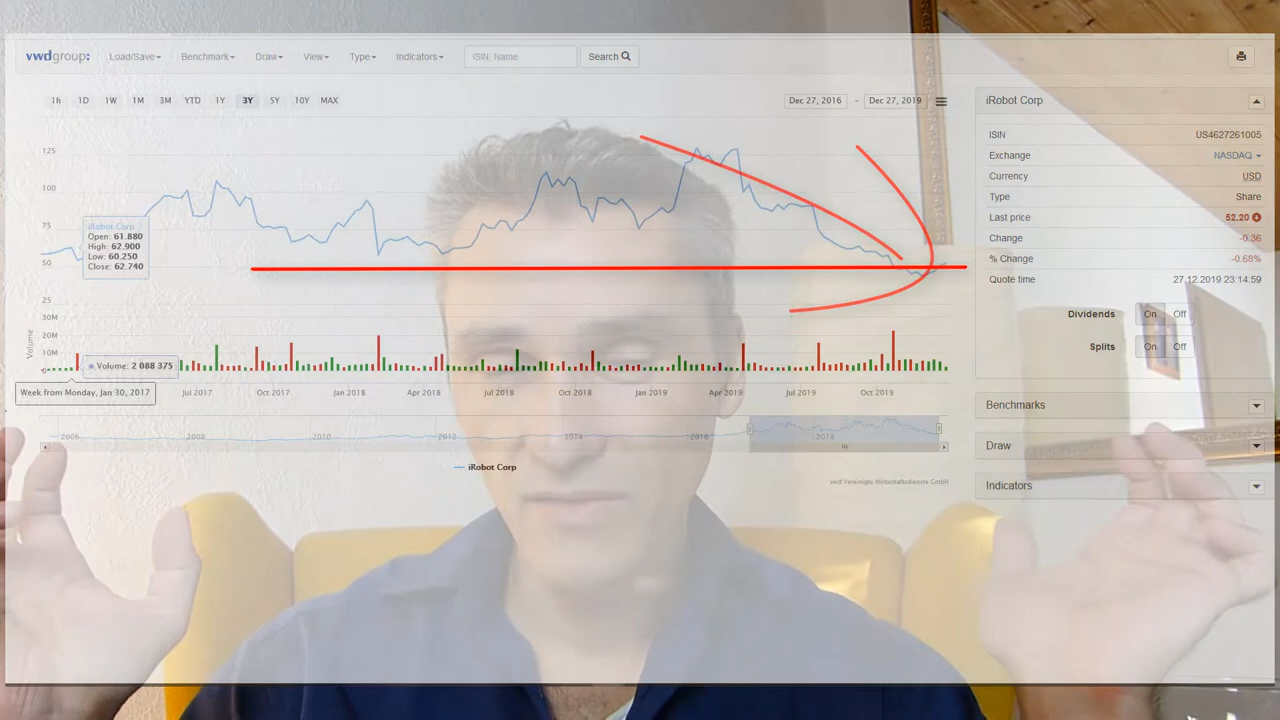 vwdgroup: Load/Save Benchmark Draw View Type Indicators ISIN, Name Search
1h 1D 1W 1M 3M YTD 1Y 3Y 5Y 10Y MAX Dec 27, 2016 - Dec 27, 2019
iRobot Corp
ISIN US4627261005
Exchange NASDAQ
Currency USD
Type Share
Last price 52.20
Change -0.36
% Change -0.68%
Quote time 27.12.2019 23:14:59
Dividends On Off
Splits On Off
Benchmarks
Draw
Indicators
125
100
75
50
25
iRobot Corp
Open: 61.880
High: 62.900
Low: 60.250
Close: 62.740
Volume
30M
20M
10M
0
Volume: 2 088 375
Week from Monday, Jan 30, 2017
Jul 2017 Oct 2017 Jan 2018 Apr 2018 Jul 2018 Oct 2018 Jan 2019 Apr 2019 Jul 2019 Oct 2019
2006 2008 2010 2012 2014 2016 2018
iRobot Corp
vwd Vereinigte Wirtschaftsdienste GmbH